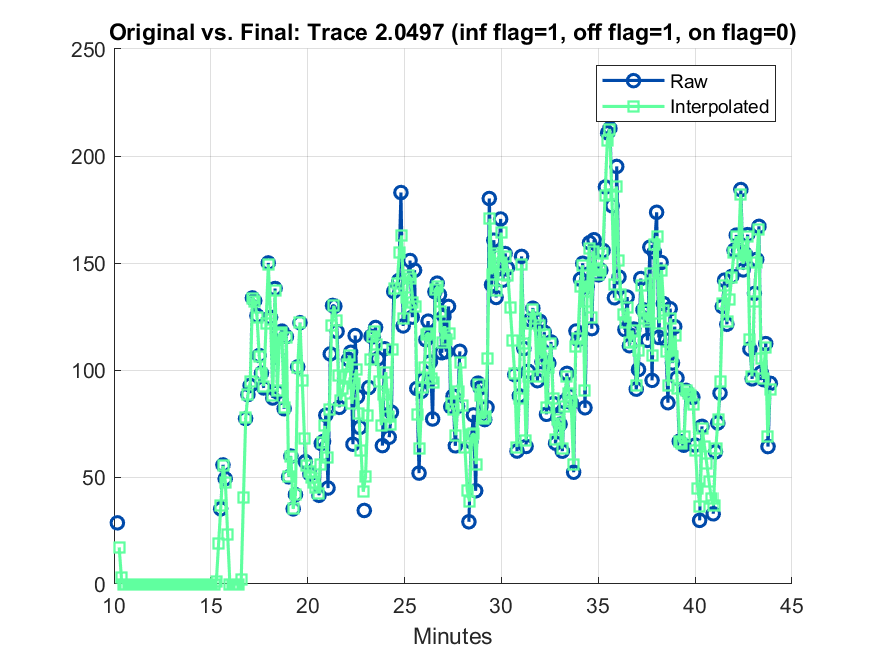 Original vs. Final: Trace 2.0497 (inf flag=1, off flag=1, on flag=0)
250
200
150
100
50
0
Raw
Interpolated
10 15 20 25 30 35 40 45
Minutes